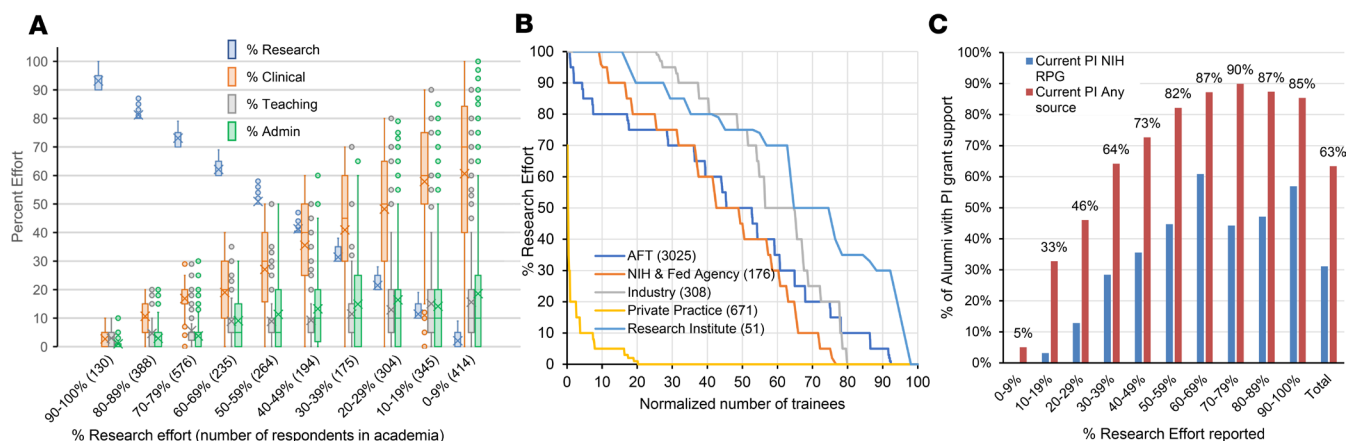 A
Percent Effort
100
90
80
70
60
50
40
30
20
10
0
% Research
% Clinical
% Teaching
% Admin
90-100% (130)
80-89% (388)
70-79% (576)
60-69% (235)
50-59% (264)
40-49% (194)
30-39% (175)
20-29% (304)
10-19% (345)
0-9% (414)
% Research effort (number of respondents in academia)
B
% Research Effort
100
90
80
70
60
50
40
30
20
10
0
AFT (3025)
NIH & Fed Agency (176)
Industry (308)
Private Practice (671)
Research Institute (51)
0 10 20 30 40 50 60 70 80 90 100
Normalized number of trainees
C
% of Alumni with PI grant support
100%
90%
80%
70%
60%
50%
40%
30%
20%
10%
0%
Current PI NIH
RPG
Current PI Any
source
5%
33%
46%
64%
73%
82%
87%
90%
87%
85%
63%
0-9%
10-19%
20-29%
30-39%
40-49%
50-59%
60-69%
70-79%
80-89%
90-100%
Total
% Research Effort reported